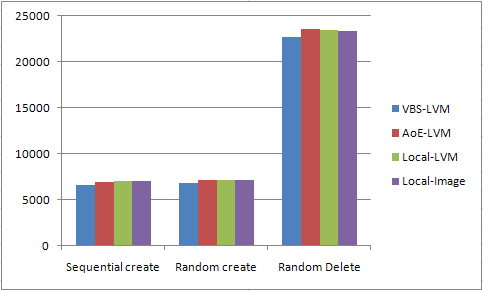 25000
20000
15000
10000
5000
0
Sequential create
Random create
Random Delete
VBS-LVM
AoE-LVM
Local-LVM
Local-Image